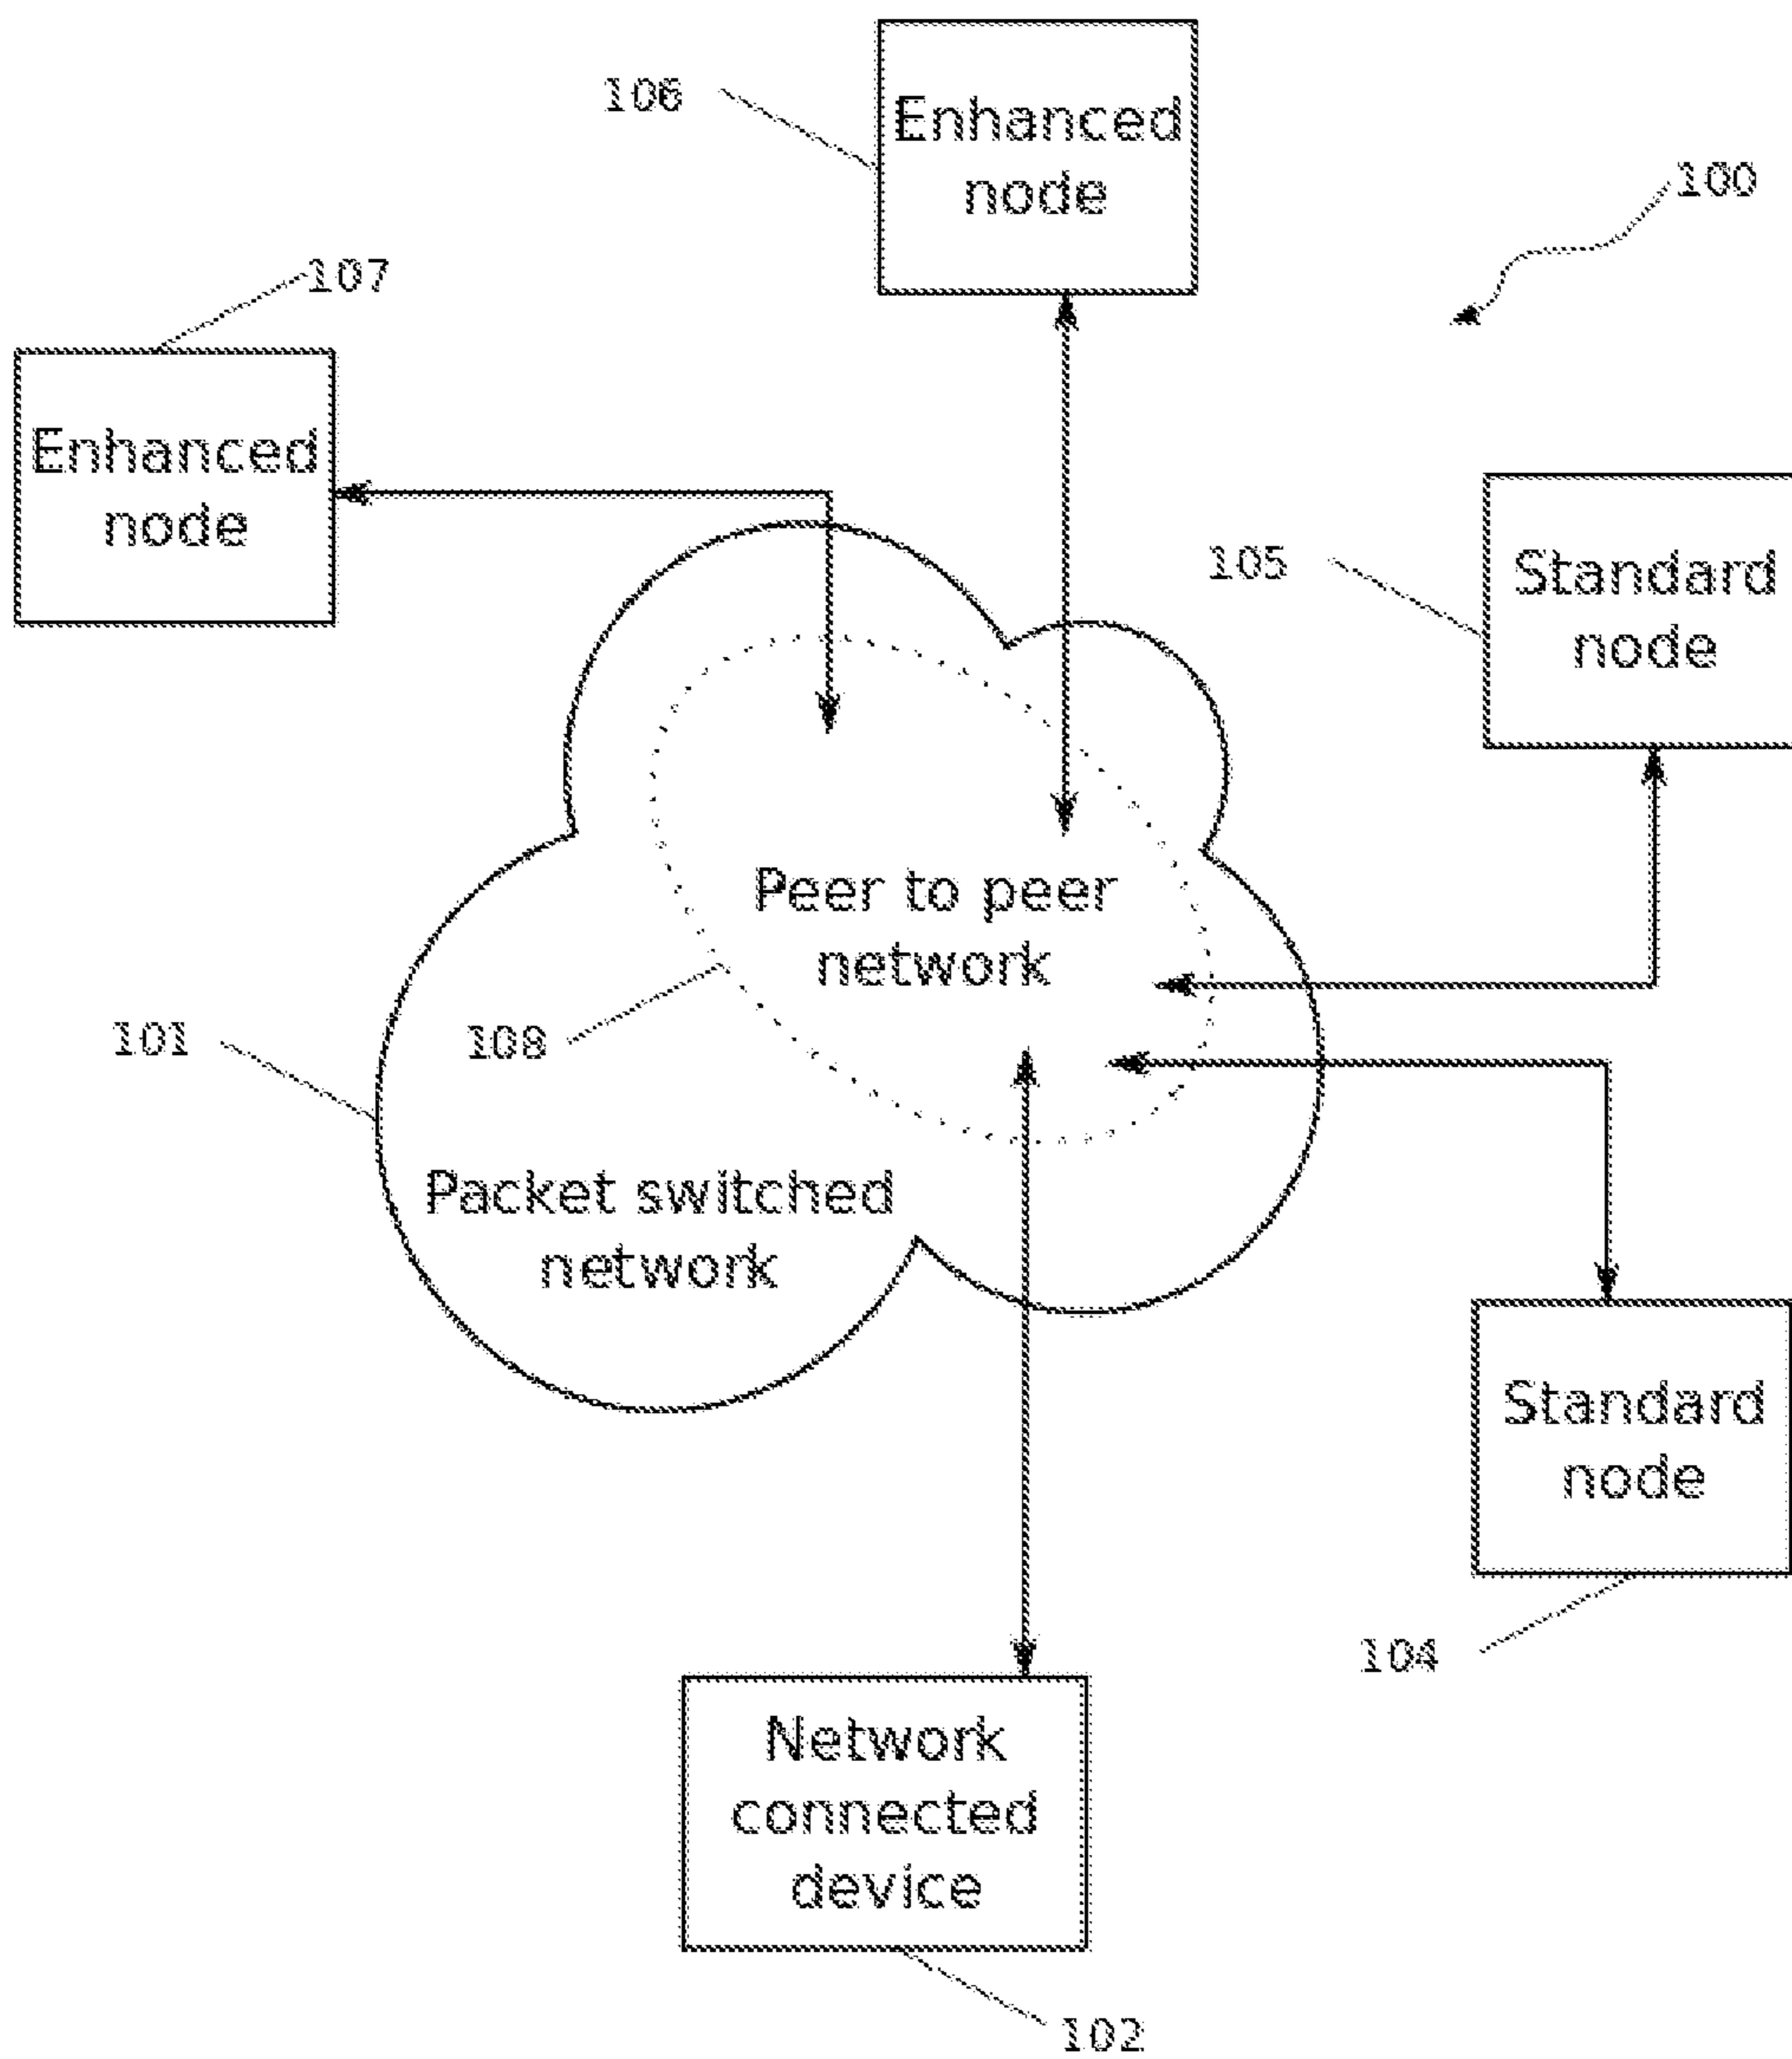 106
Enhanced
node
100
107
Enhanced
node
105
Standard
node
Peer to peer
network
101
108
Packet switched
network
Standard
node
104
Network
connected
device
102